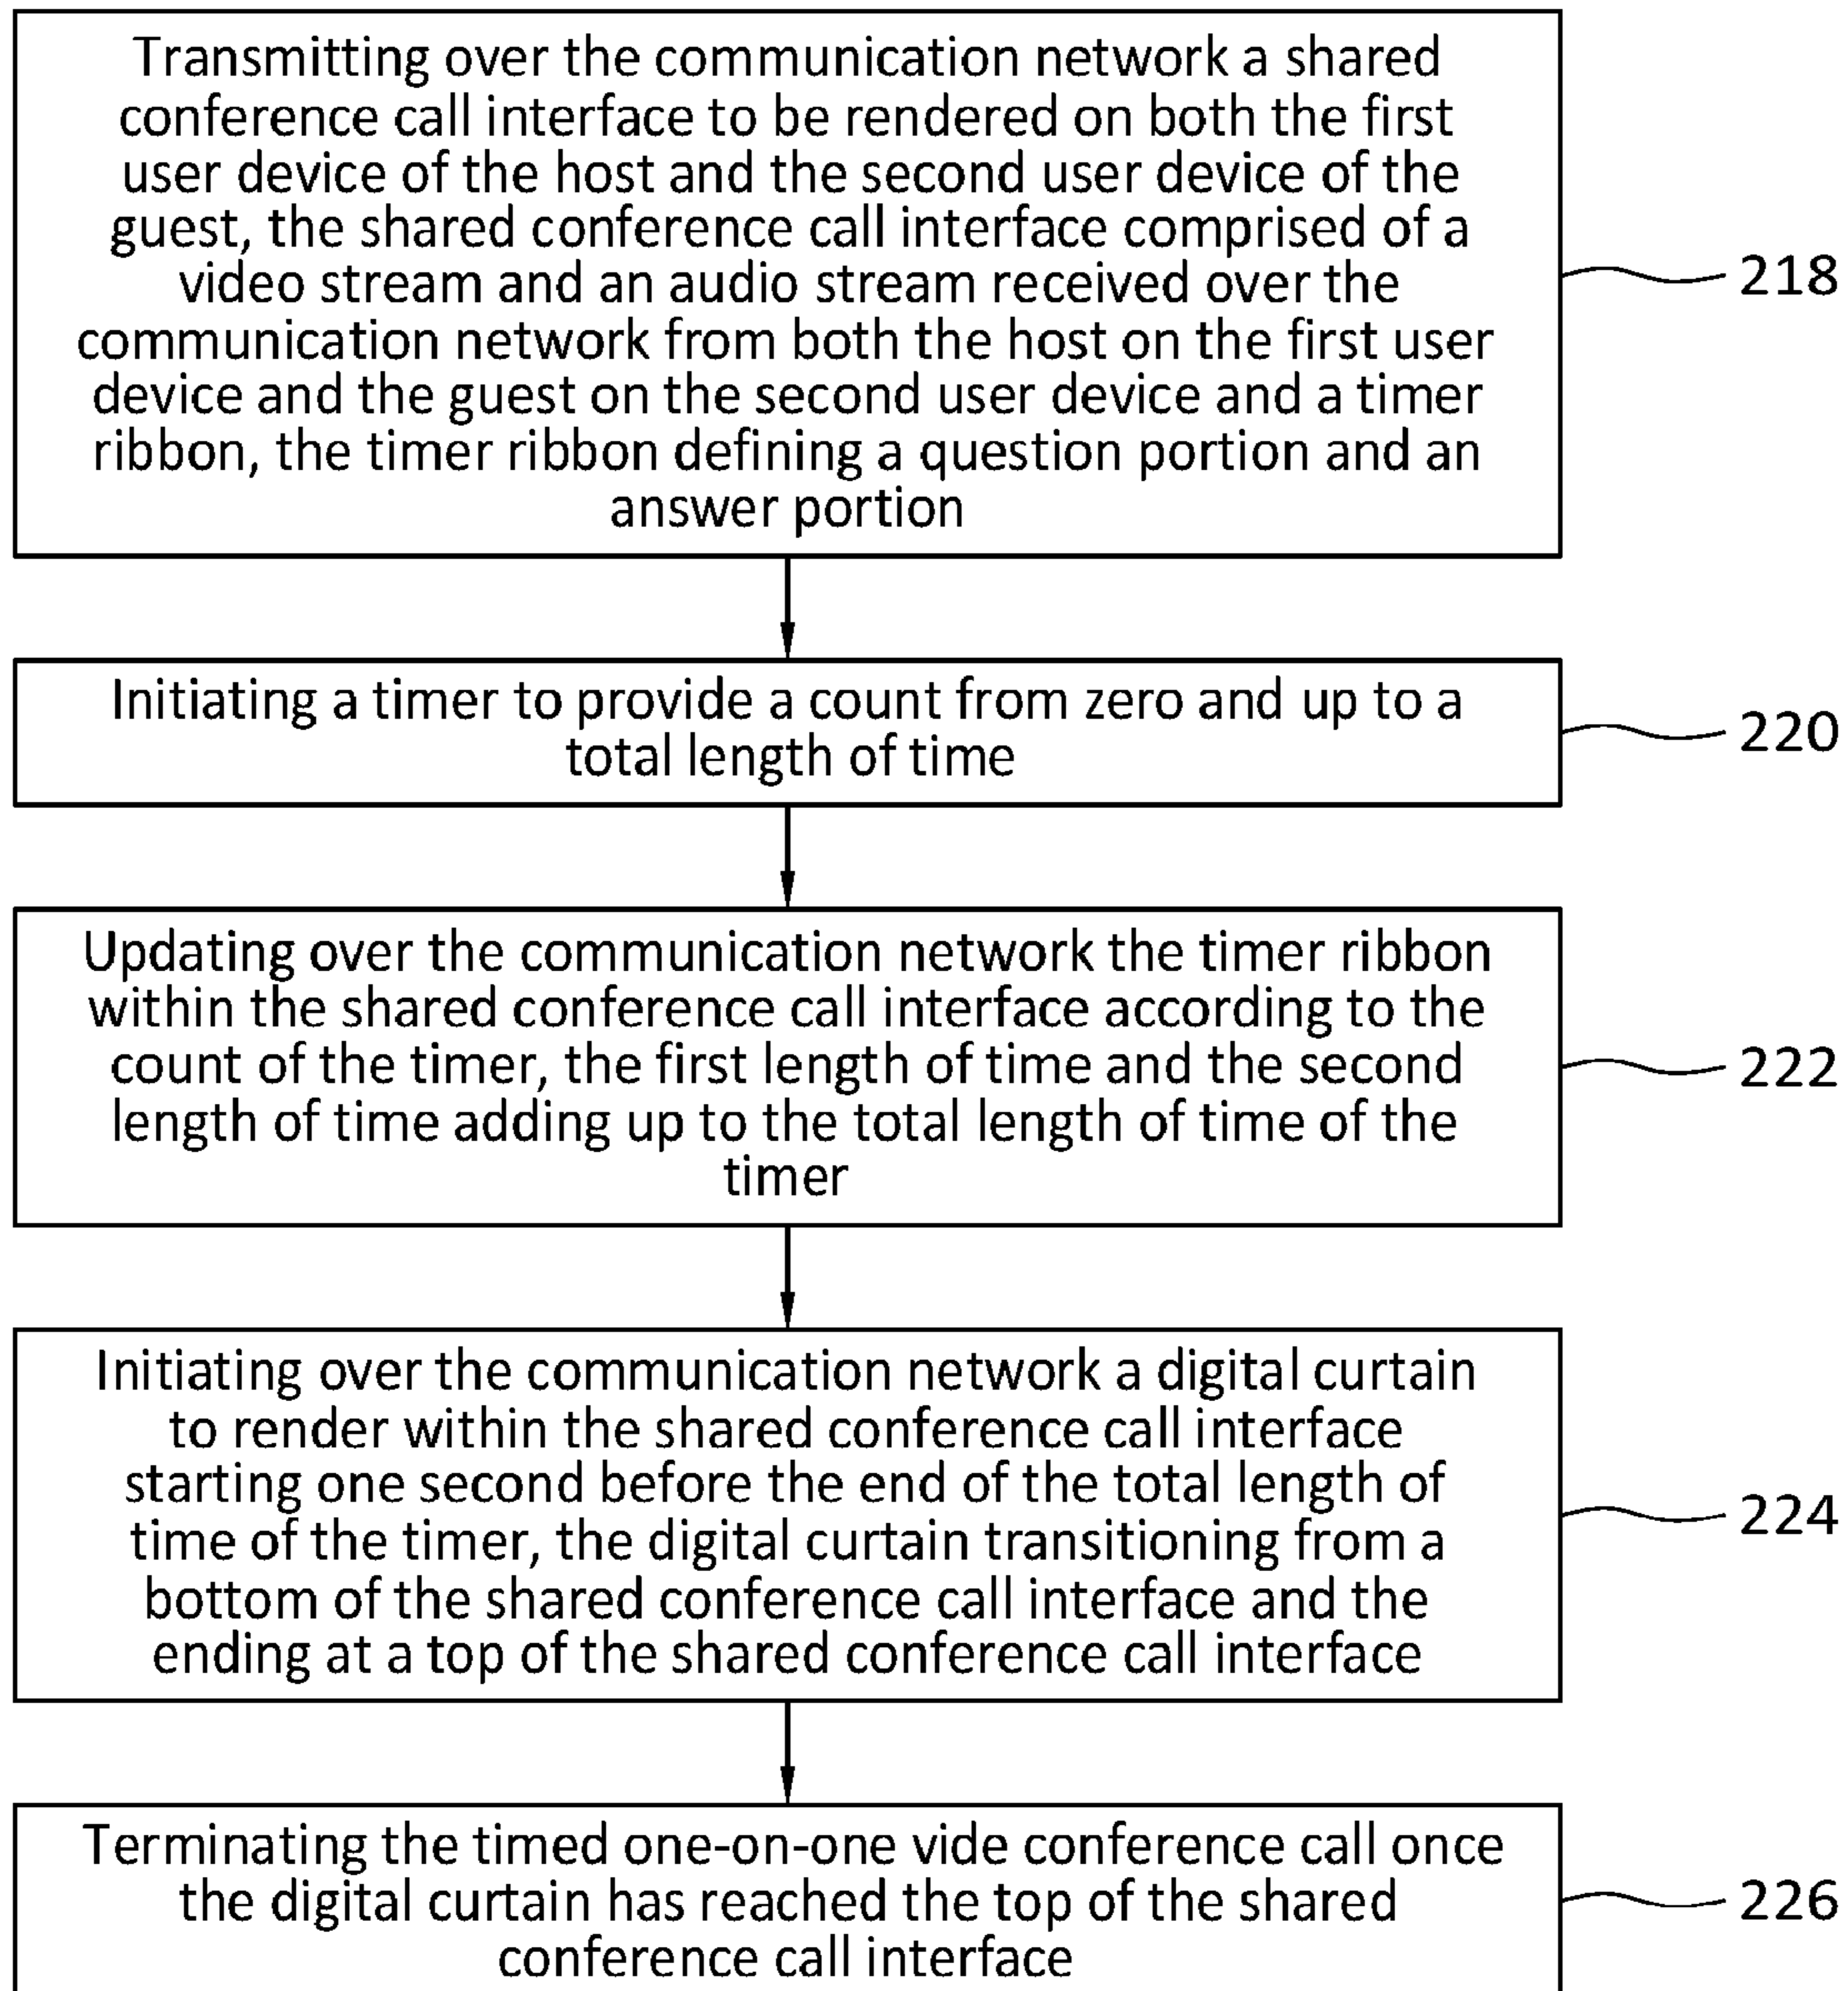 Transmitting over the communication network a shared
conference call interface to be rendered on both the first
user device of the host and the second user device of the
guest, the shared conference call interface comprised of a
video stream and an audio stream received over the
communication network from both the host on the first user
device and the guest on the second user device and a timer
ribbon, the timer ribbon defining a question portion and an
answer portion
218
Initiating a timer to provide a count from zero and up to a
total length of time
220
Updating over the communication network the timer ribbon
within the shared conference call interface according to the
count of the timer, the first length of time and the second
length of time adding up to the total length of time of the
timer
222
Initiating over the communication network a digital curtain
to render within the shared conference call interface
starting one second before the end of the total length of
time of the timer, the digital curtain transitioning from a
bottom of the shared conference call interface and the
ending at a top of the shared conference call interface
224
Terminating the timed one-on-one vide conference call once
the digital curtain has reached the top of the shared
conference call interface
226